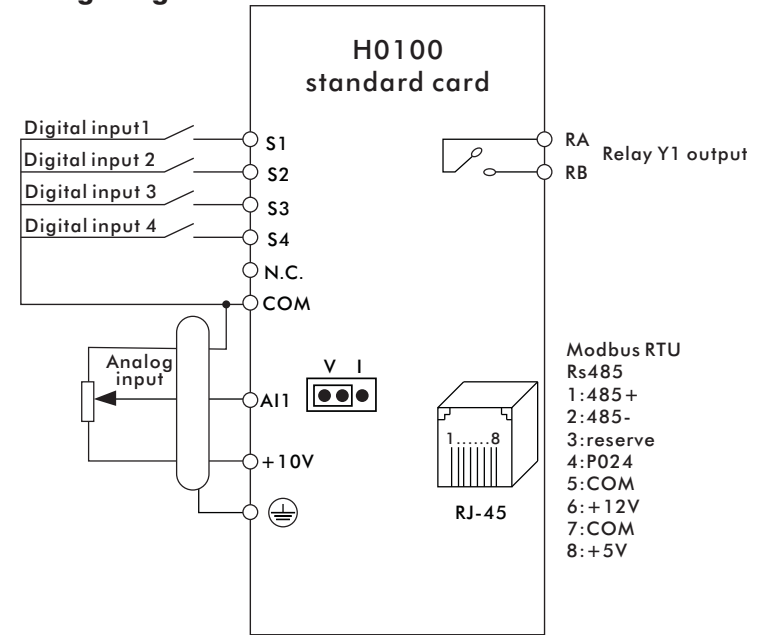 H0100
standard card
Digital input1
Digital input 2
Digital input 3
Digital input 4
S1
S2
S3
S4
N.C.
COM
Analog
input
AI1
+10V
V I
RA
RB
Relay Y1 output
1......8
RJ-45
Modbus RTU
Rs485
1:485+
2:485-
3:reserve
4:P024
5:COM
6:+12V
7:COM
8:+5V